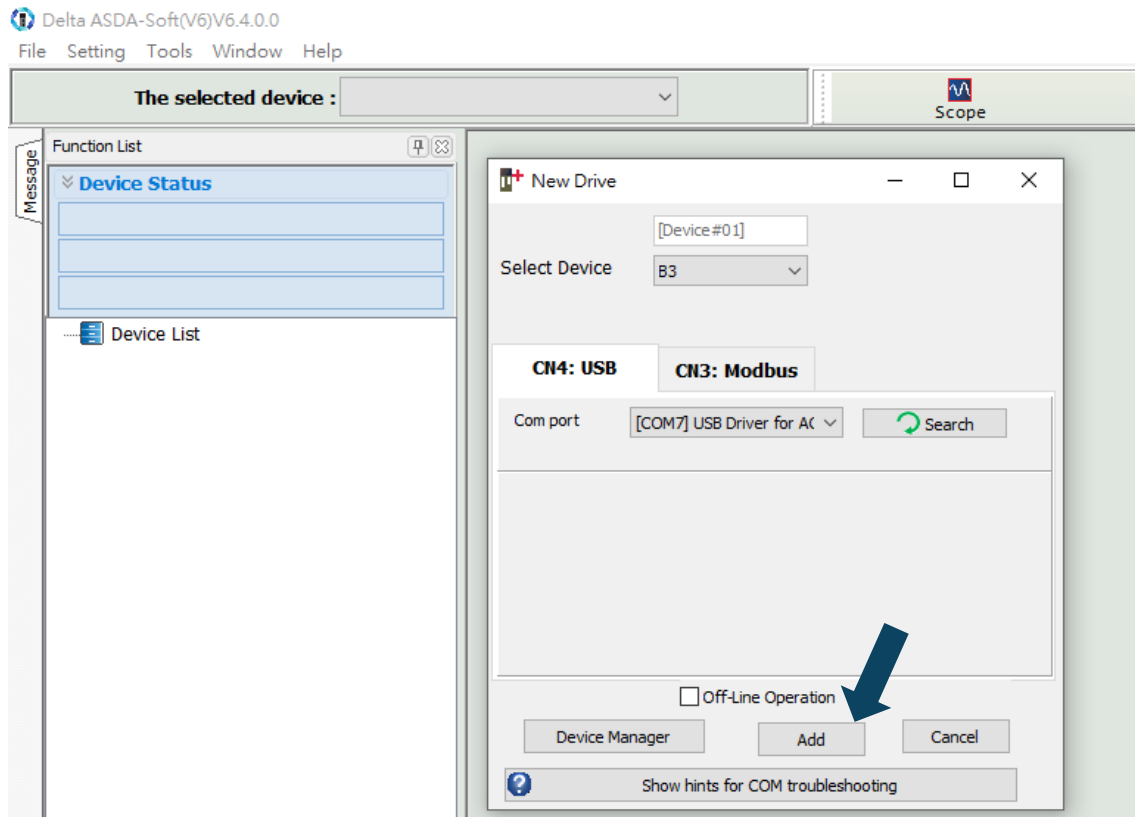 Delta ASDA-Soft(V6)V6.4.0.0
File Setting Tools Window Help
The selected device :
Scope
Message
Function List
Device Status
Device List
New Drive
[Device#01]
Select Device B3
CN4: USB CN3: Modbus
Com port [COM7] USB Driver for A( Search
Off-Line Operation
Device Manager Add Cancel
Show hints for COM troubleshooting